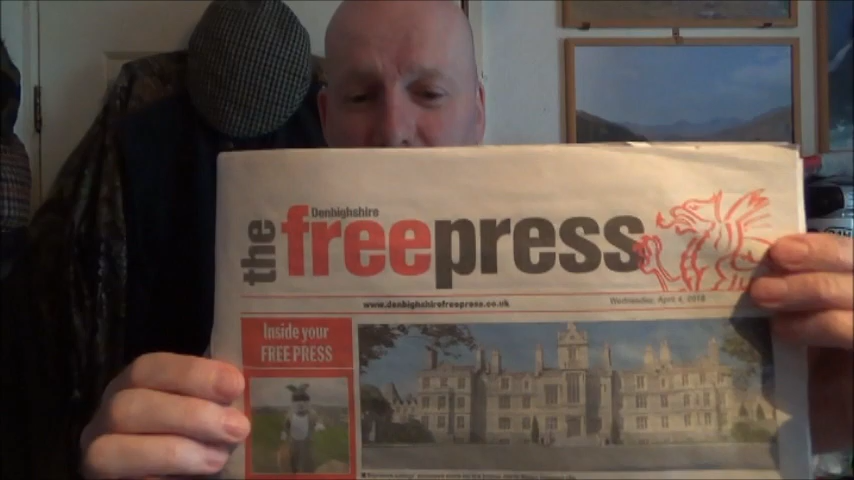 the Denbighshire
freepress
www.denbighshirefreepress.co.uk
Wednesday, April 4, 2018
Inside your
FREE PRESS